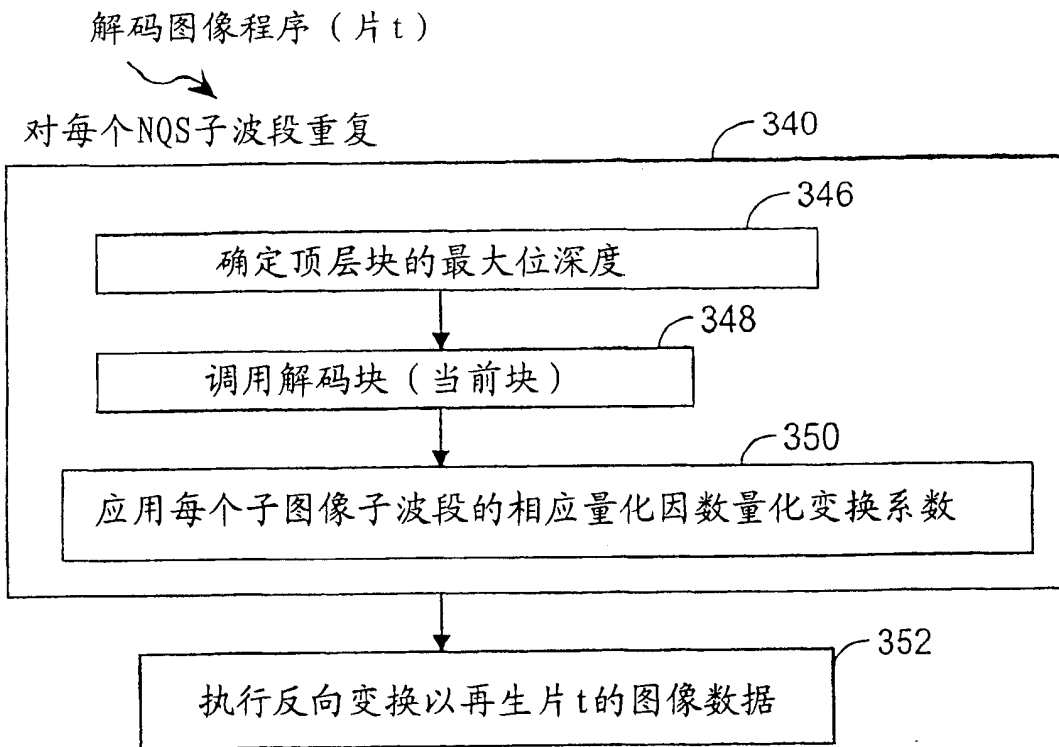 解码图像程序（片t）
对每个NQS子波段重复
340
346
确定顶层块的最大位深度
348
调用解码块（当前块）
350
应用每个子图像子波段的相应量化因数量化变换系数
352
执行反向变换以再生片t的图像数据